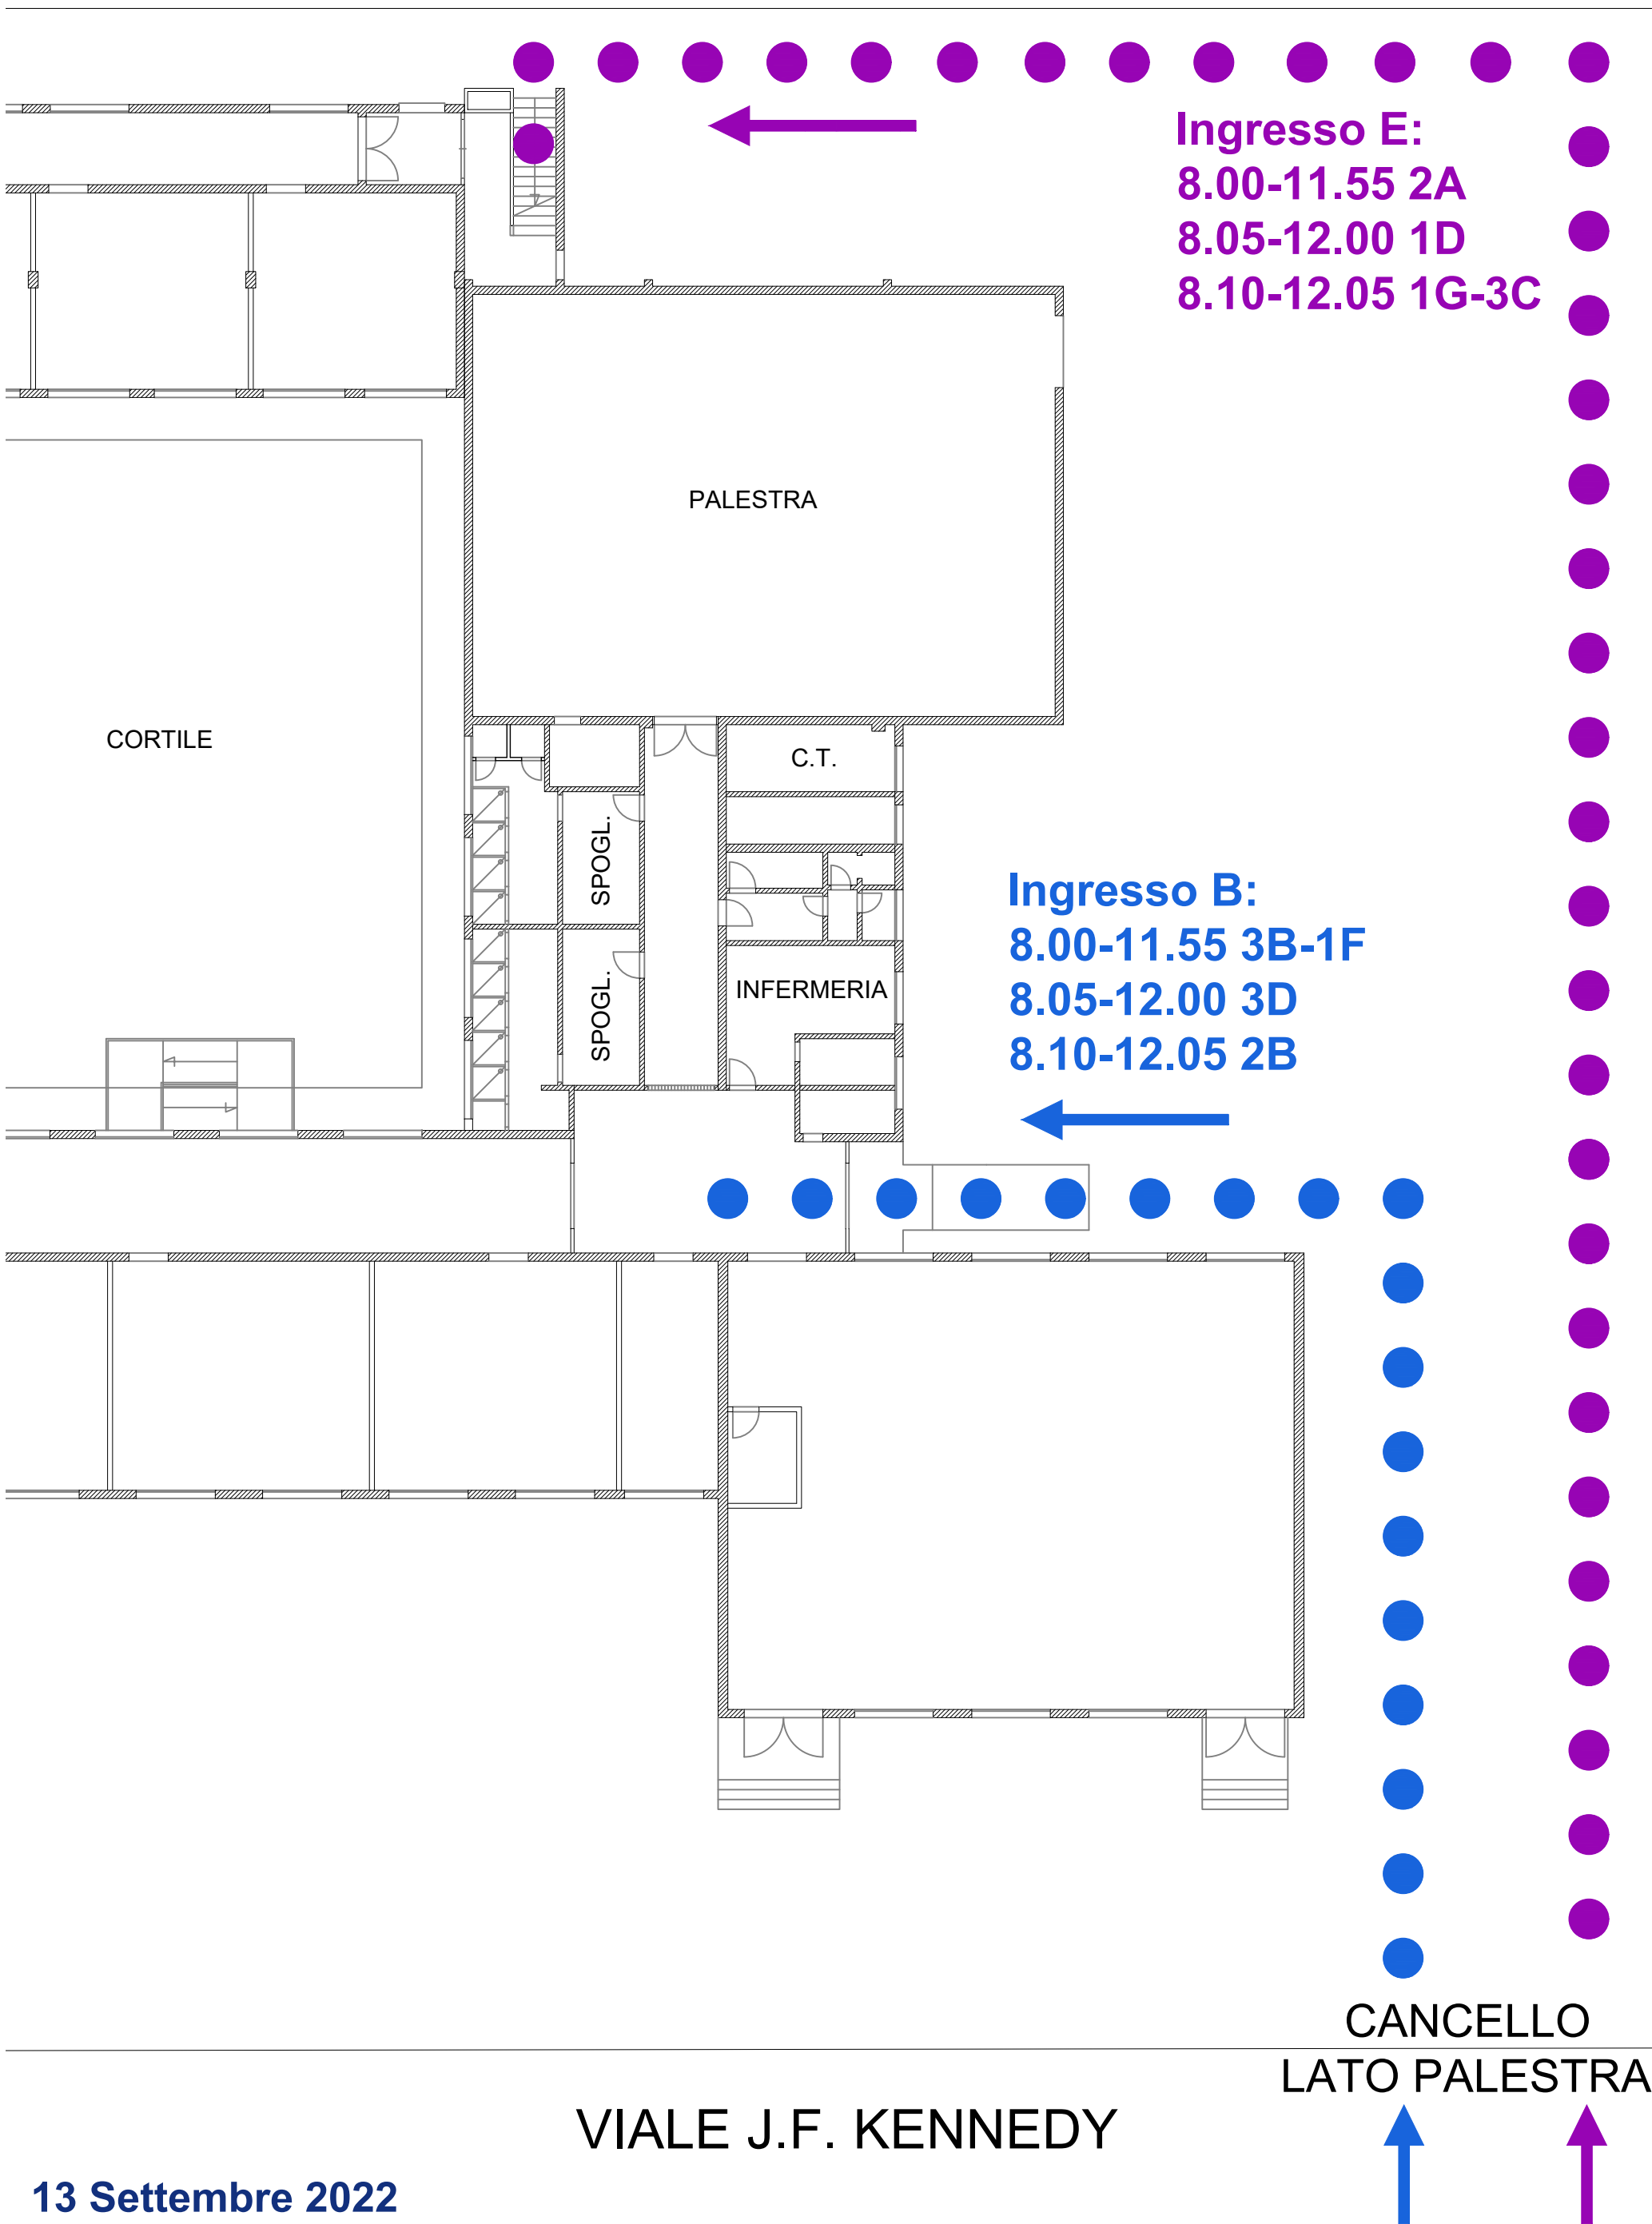 Ingresso E:
8.00-11.55 2A
8.05-12.00 1D
8.10-12.05 1G-3C
PALESTRA
CORTILE
C.T.
SPOGL.
Ingresso B:
8.00-11.55 3B-1F
8.05-12.00 3D
8.10-12.05 2B
INFERMERIA
SPOGL.
CANCELLO
LATO PALESTRA
VIALE J.F. KENNEDY
13 Settembre 2022